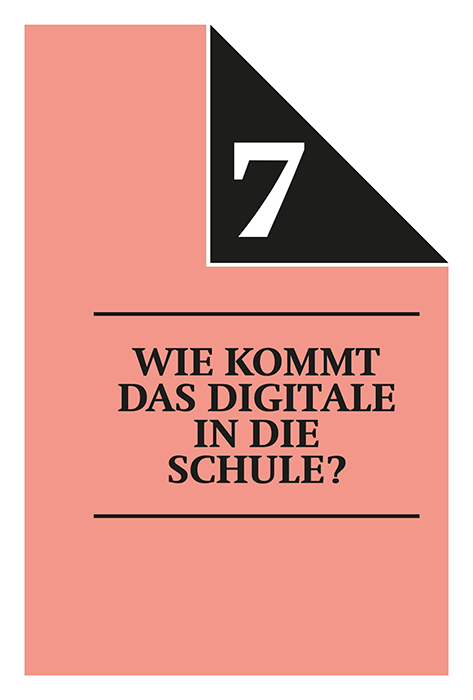 7
WIE KOMMT
DAS DIGITALE
IN DIE
SCHULE?